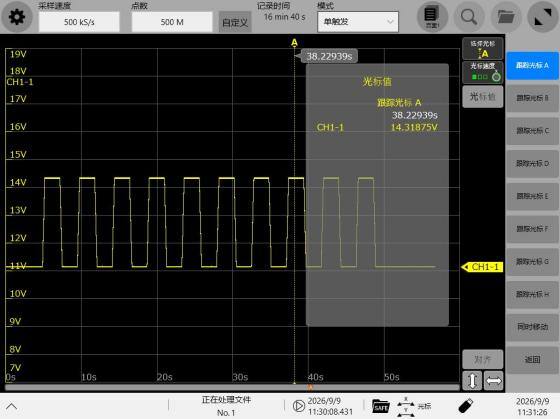 采样速度
500 kS/s
点数
500 M
自定义
记录时间
16 min 40 s
模式
单触发
A
38.22939s
19V
18V
CH1-1
17V
16V
15V
14V
13V
12V
11V
10V
9V
8V
7V
0s
10s
20s
30s
40s
50s
光标值
跟踪光标 A
38.22939s
CH1-1
14.31875V
CH1-1
选择光标
A
光标速度
光标值
对齐
跟踪光标 A
跟踪光标 B
跟踪光标 C
跟踪光标 D
跟踪光标 E
跟踪光标 F
跟踪光标 G
跟踪光标 H
同时移动
返回
正在处理文件
No. 1
2026/9/9
11:30:08.431
SAFE
X
Y
光标
2026/9/9
11:31:26